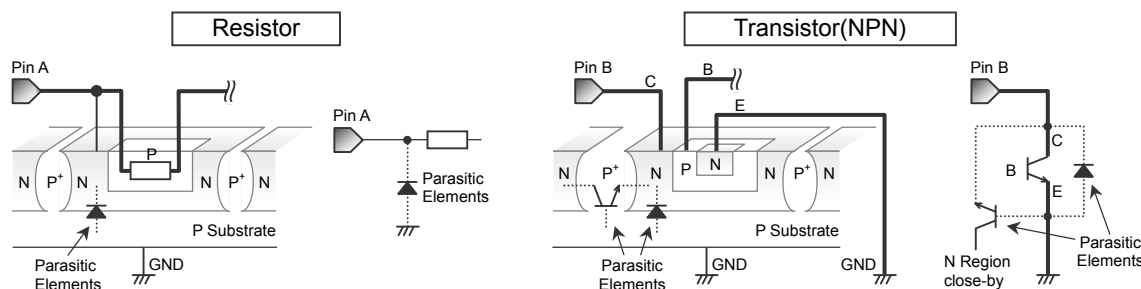 Resistor
Transistor(NPN)
Pin A
P
N
P+
N
N
P+
N
P Substrate
Parasitic
Elements
GND
Pin A
Parasitic
Elements
Pin B
C
B
E
N
P+
N
P
N
N
P+
N
P Substrate
Parasitic
Elements
GND
GND
Pin B
C
B
E
Parasitic
Elements
N Region
close-by